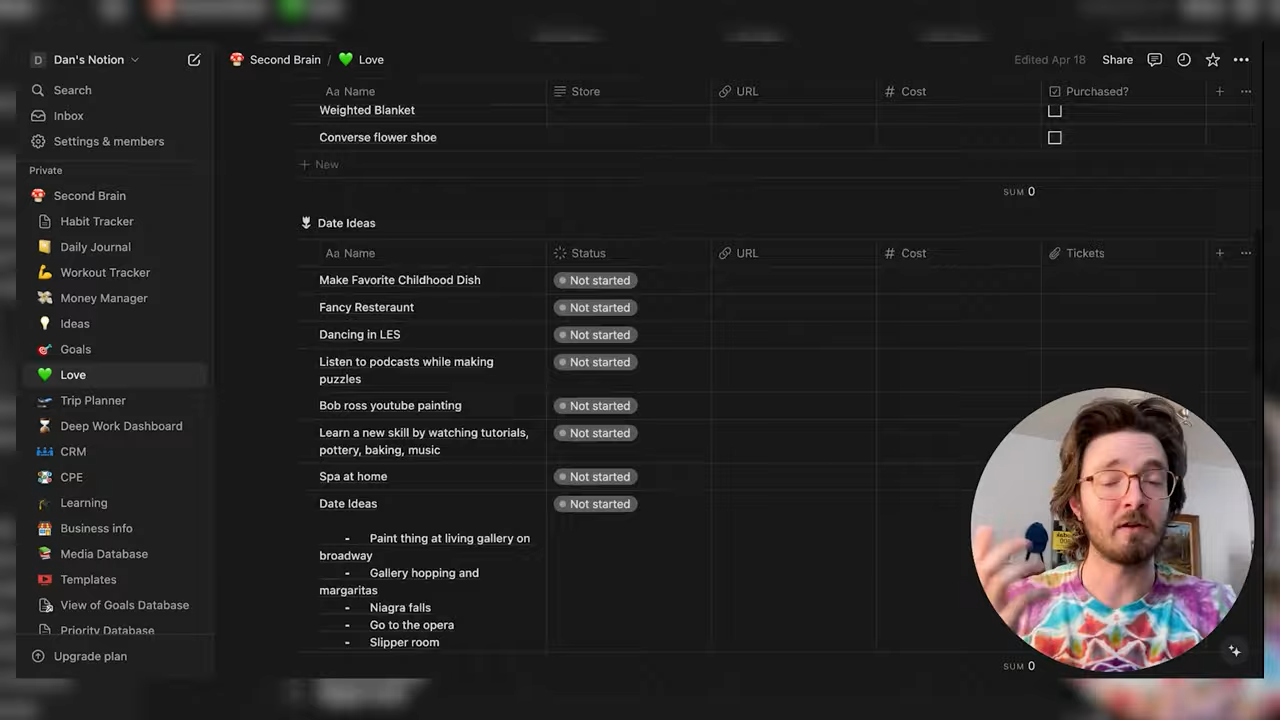 D Dan's Notion
Second Brain / Love
Edited Apr 18 Share
Search
Inbox
Settings & members
Private
Second Brain
Habit Tracker
Daily Journal
Workout Tracker
Money Manager
Ideas
Goals
Love
Trip Planner
Deep Work Dashboard
CRM
CPE
Learning
Business info
Media Database
Templates
View of Goals Database
Priority Database
Upgrade plan
Aa Name Store URL # Cost Purchased?
Weighted Blanket
Converse flower shoe
+ New
SUM 0
Date Ideas
Aa Name Status URL # Cost Tickets
Make Favorite Childhood Dish Not started
Fancy Resteraunt Not started
Dancing in LES Not started
Listen to podcasts while making Not started
puzzles
Bob ross youtube painting Not started
Learn a new skill by watching tutorials, Not started
pottery, baking, music
Spa at home Not started
Date Ideas Not started
- Paint thing at living gallery on
broadway
- Gallery hopping and
margaritas
- Niagra falls
- Go to the opera
- Slipper room
SUM 0